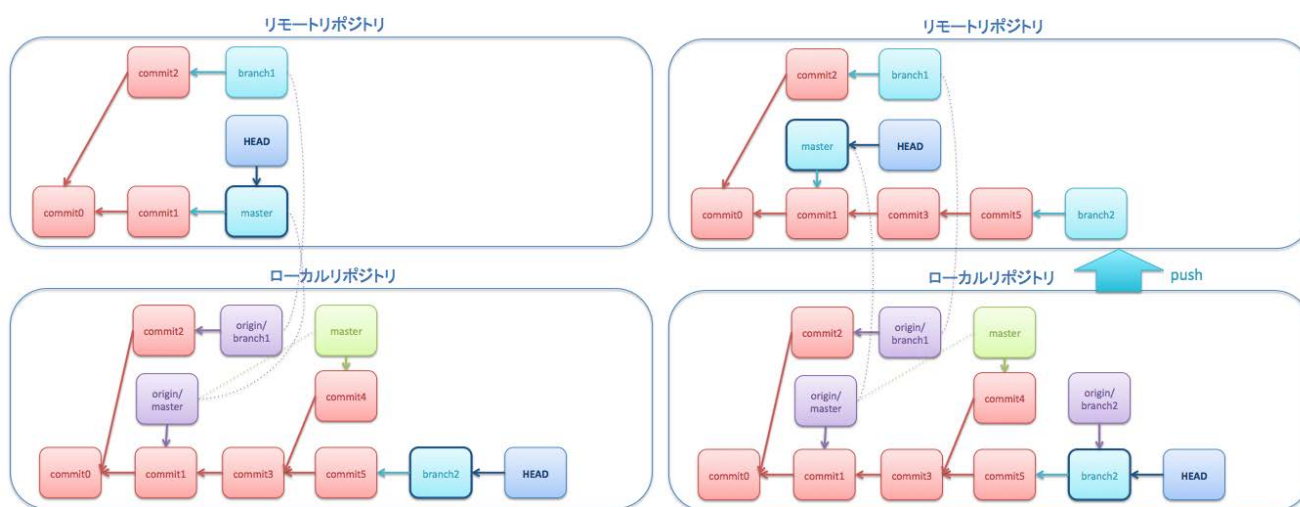 リモートリポジトリ
commit2
branch1
HEAD
commit0
commit1
master
ローカルリポジトリ
commit2
origin/
branch1
master
origin/
master
commit4
commit0
commit1
commit3
commit5
branch2
HEAD
リモートリポジトリ
commit2
branch1
master
HEAD
commit0
commit1
commit3
commit5
branch2
push
ローカルリポジトリ
commit2
origin/
branch1
master
origin/
master
commit4
origin/
branch2
commit0
commit1
commit3
commit5
branch2
HEAD